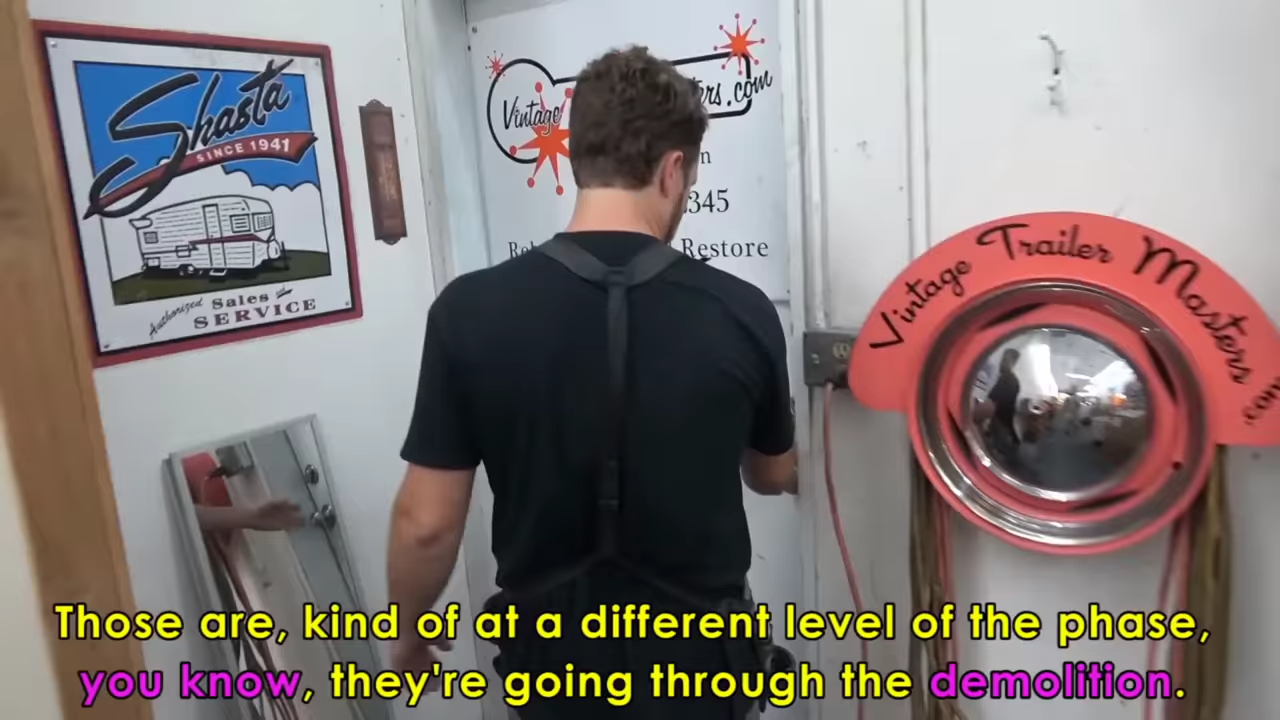 Shasta
SINCE 1941
Authorized Sales and
SERVICE
Vintage
ers.com
n
345
Restore
Vintage Trailer Masters
.com
Those are, kind of at a different level of the phase,
you know, they're going through the demolition.